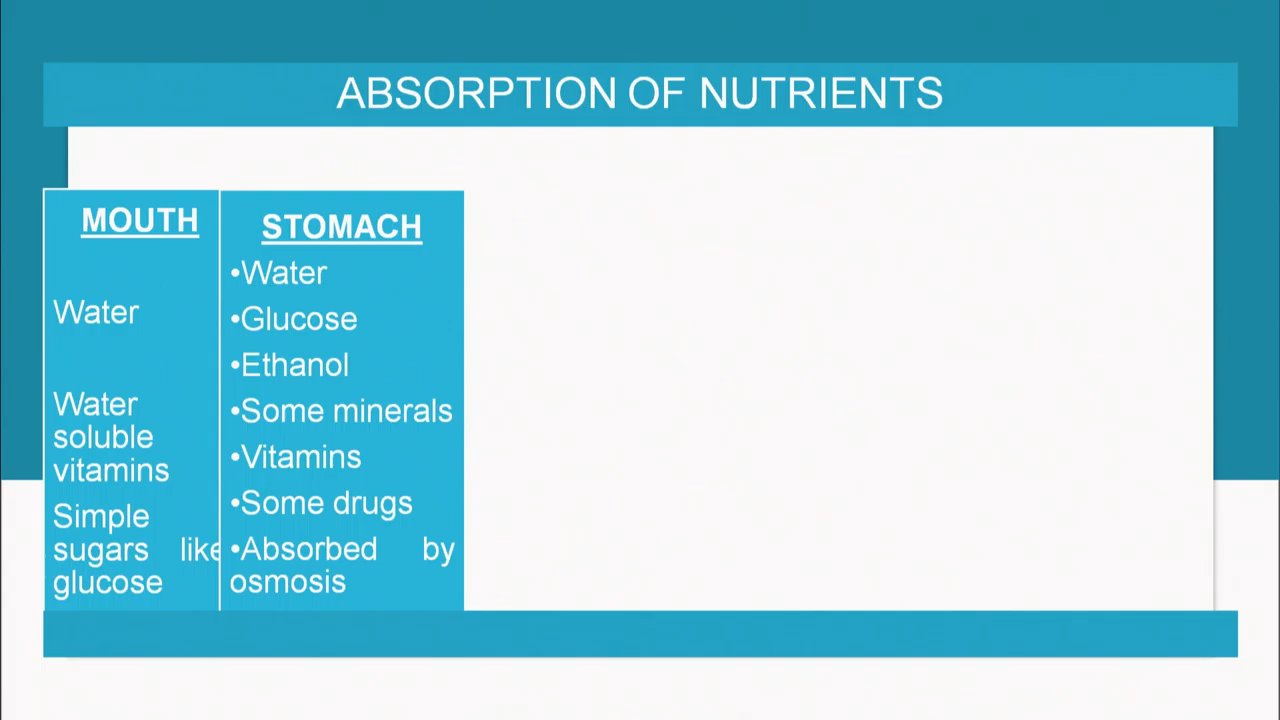 ABSORPTION OF NUTRIENTS
MOUTH
Water
Water
soluble
vitamins
Simple
sugars like
glucose
STOMACH
•Water
•Glucose
•Ethanol
•Some minerals
•Vitamins
•Some drugs
•Absorbed by
osmosis